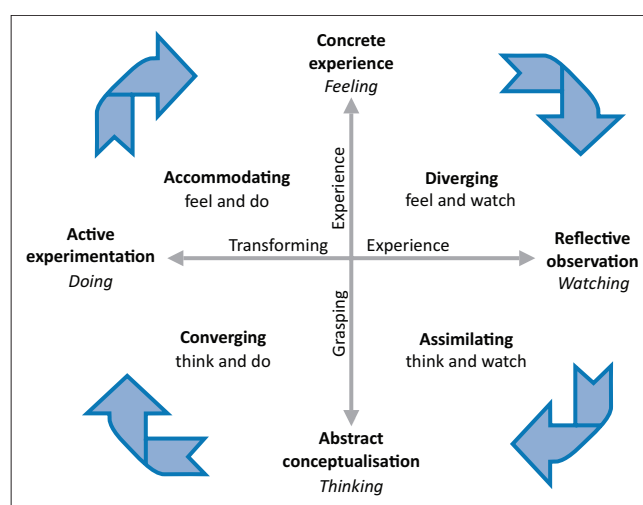 Concrete
experience
Feeling
Accommodating
feel and do
Experience
Diverging
feel and watch
Active
experimentation
Doing
Transforming
Experience
Reflective
observation
Watching
Grasping
Converging
think and do
Assimilating
think and watch
Abstract
conceptualisation
Thinking